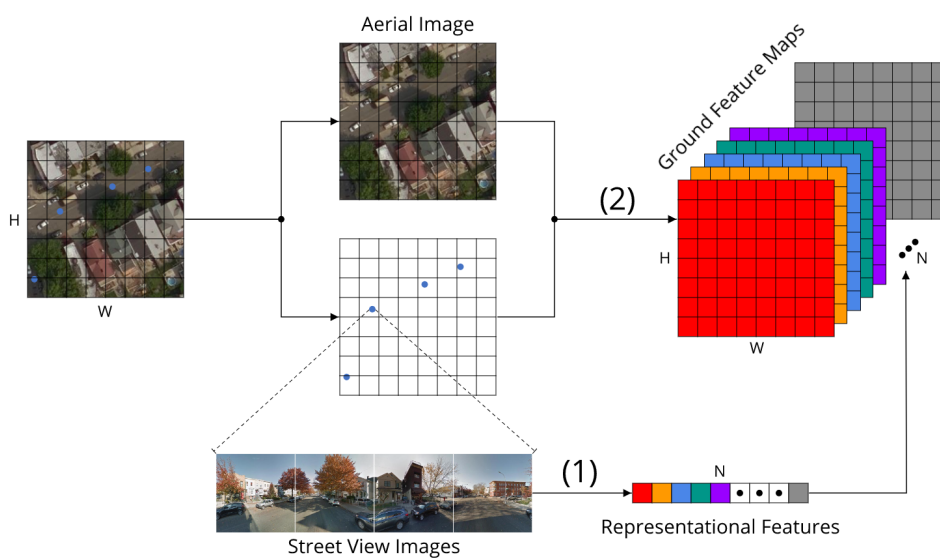 Aerial Image
H
W
Ground Feature Maps
(2)
H
N
W
(1)
N
Street View Images
Representational Features